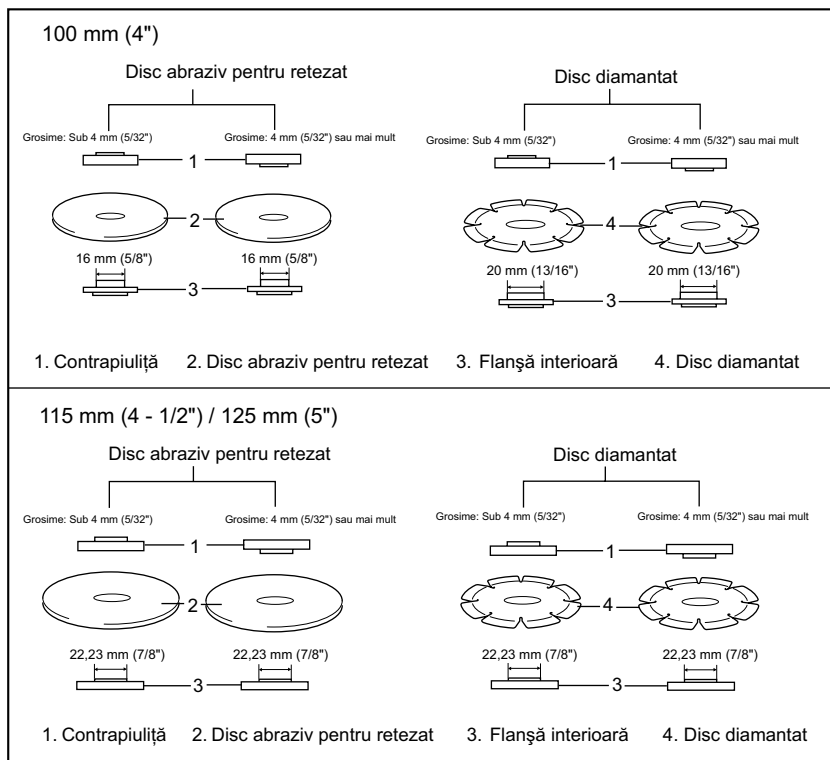 100 mm (4")
Disc abraziv pentru retezat
Disc diamantat
Grosime: Sub 4 mm (5/32")
Grosime: 4 mm (5/32") sau mai mult
Grosime: Sub 4 mm (5/32")
Grosime: 4 mm (5/32") sau mai mult
1
1
2
4
16 mm (5/8")
16 mm (5/8")
20 mm (13/16")
20 mm (13/16")
3
3
1. Contrapiuliță 2. Disc abraziv pentru retezat 3. Flanşă interioară 4. Disc diamantat
115 mm (4 - 1/2") / 125 mm (5")
Disc abraziv pentru retezat
Disc diamantat
Grosime: Sub 4 mm (5/32")
Grosime: 4 mm (5/32") sau mai mult
Grosime: Sub 4 mm (5/32")
Grosime: 4 mm (5/32") sau mai mult
1
1
2
4
22,23 mm (7/8")
22,23 mm (7/8")
22,23 mm (7/8")
22,23 mm (7/8")
3
3
1. Contrapiuliță 2. Disc abraziv pentru retezat 3. Flanşă interioară 4. Disc diamantat